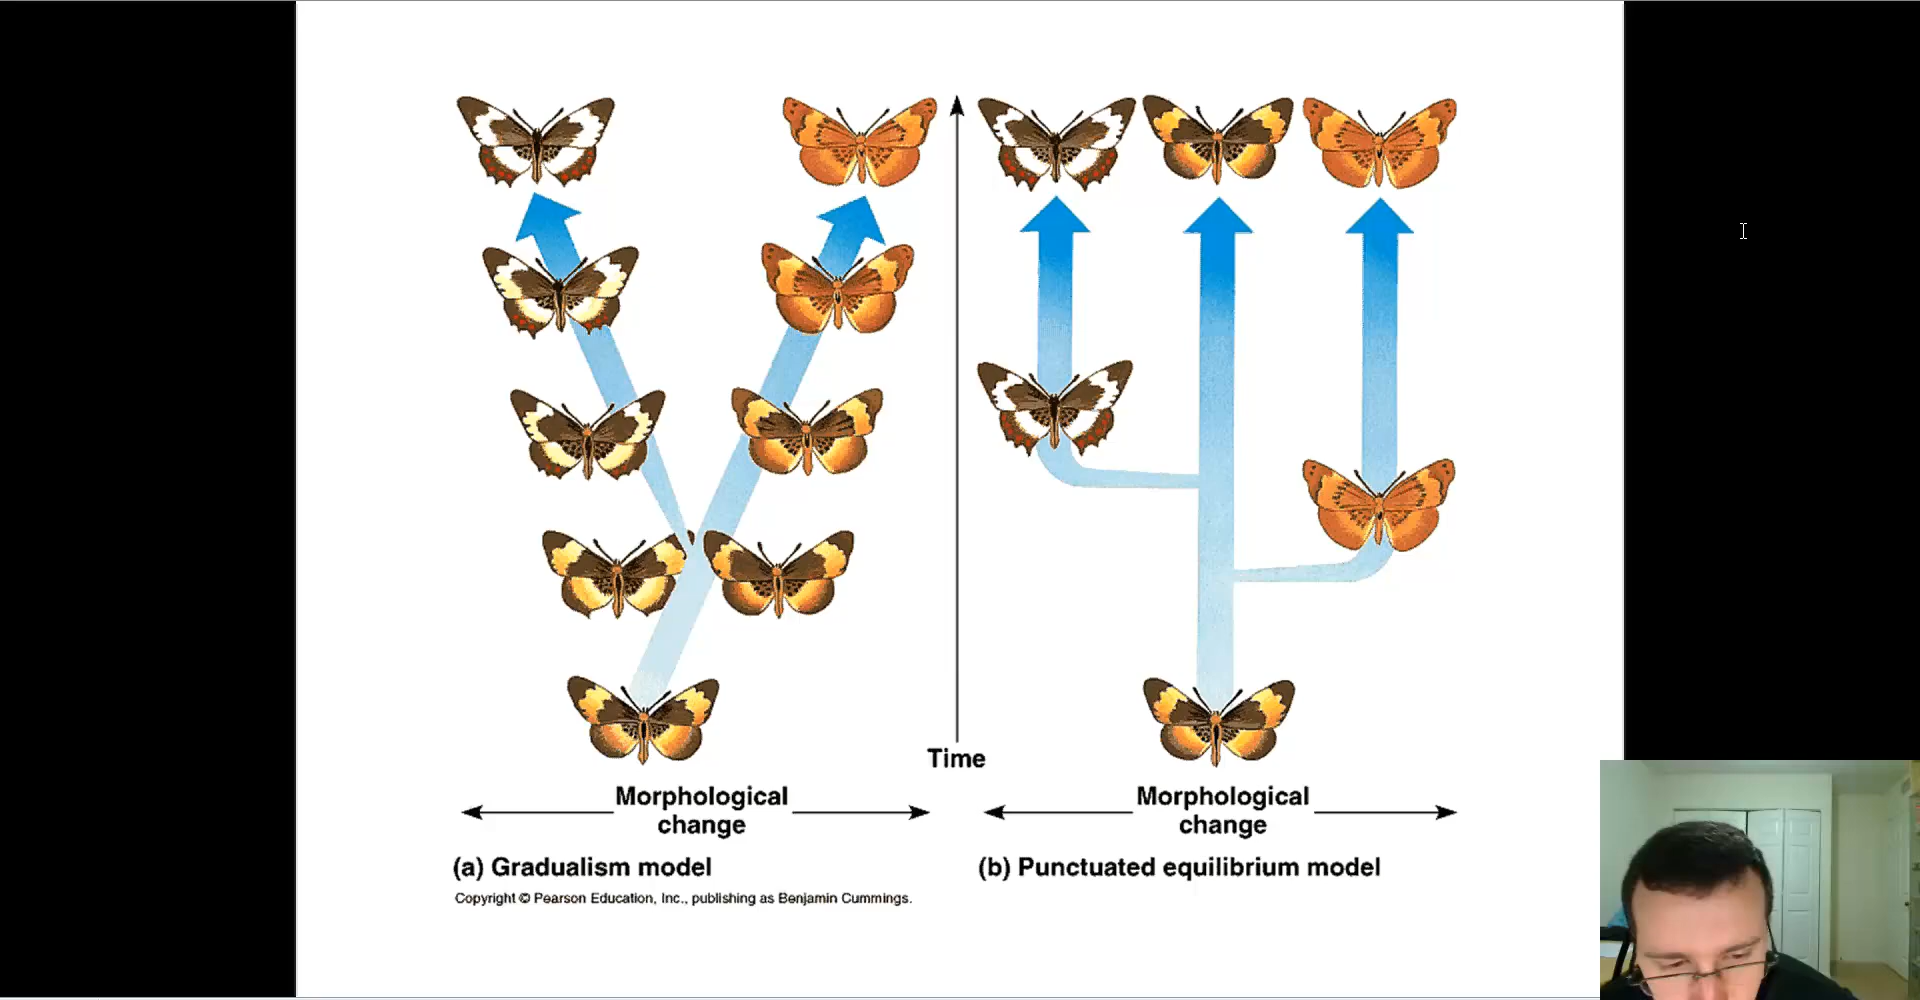 Time
Morphological
change
(a) Gradualism model
Copyright © Pearson Education, Inc., publishing as Benjamin Cummings.
Morphological
change
(b) Punctuated equilibrium model